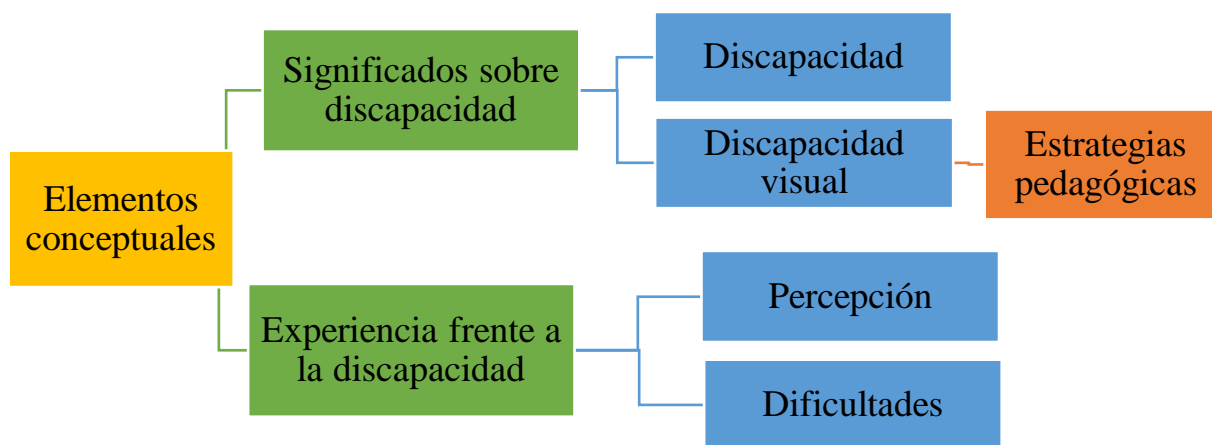 Elementos
conceptuales
Significados sobre
discapacidad
Discapacidad
Discapacidad
visual
Estrategias
pedagógicas
Experiencia frente a
la discapacidad
Percepción
Dificultades